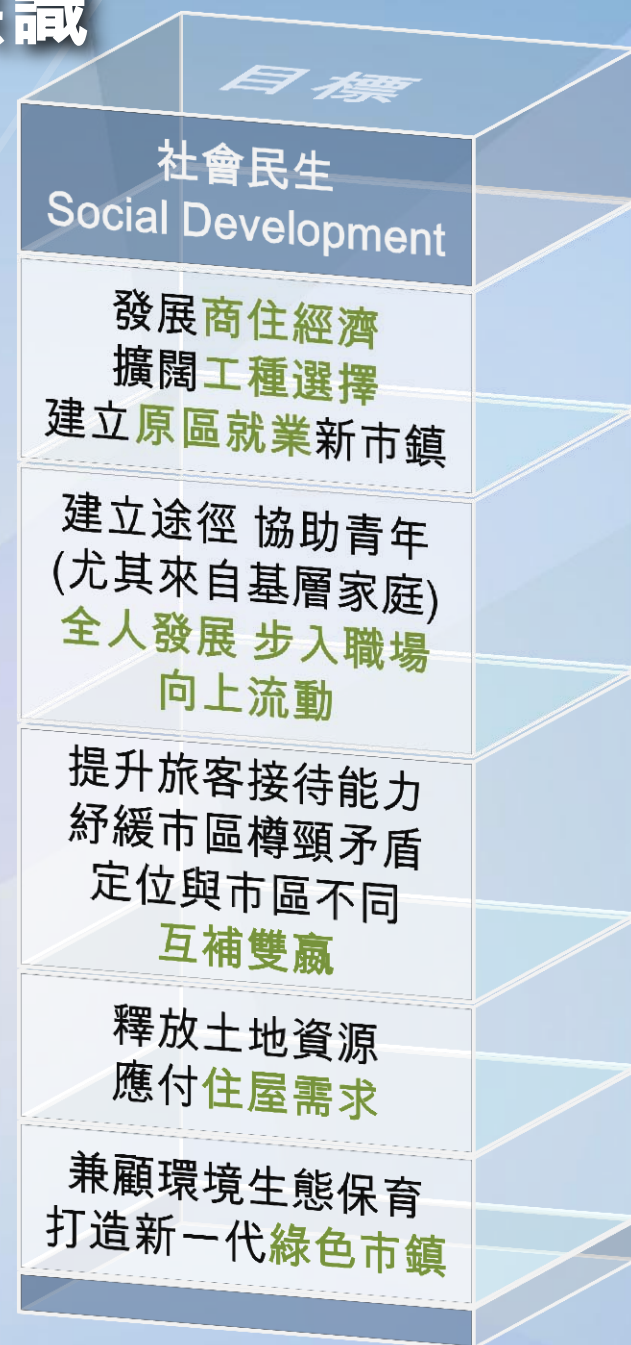 識
目標
社會民生
Social Development
發展商住經濟
擴闊工種選擇
建立原區就業新市鎮
建立途徑 協助青年
(尤其來自基層家庭)
全人發展 步入職場
向上流動
提升旅客接待能力
紓緩市區樽頸矛盾
定位與市區不同
互補雙嬴
釋放土地資源
應付住屋需求
兼顧環境生態保育
打造新一代綠色市鎮